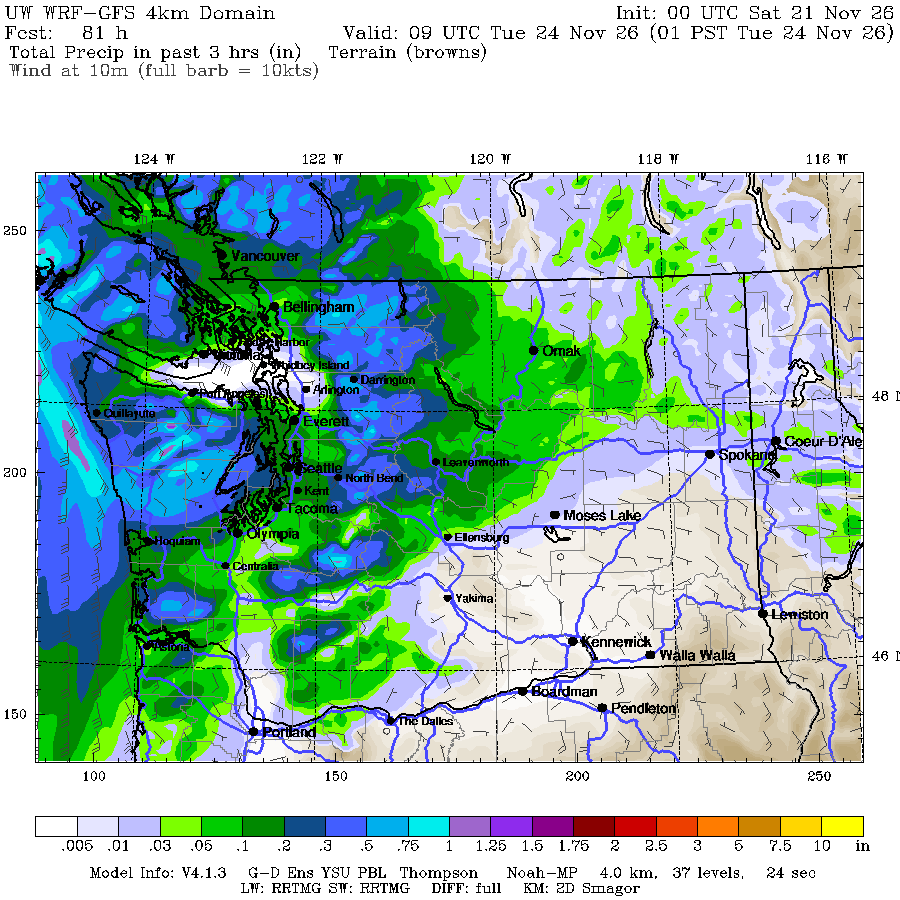 UW WRF-GFS 4km Domain Init: 00 UTC Sat 21 Nov 26
Fcst: 81 h Valid: 09 UTC Tue 24 Nov 26 (01 PST Tue 24 Nov 26)
Total Precip in past 3 hrs (in) Terrain (browns)
Wind at 10m (full barb = 10kts)
124 W 122 W 120 W 118 W 116 W
250
Vancouver
Bellingham
Whidbey Island
Omak
Darrington
Arlington
Port Angeles
48 N
Quillayute
Everett
Coeur D'Ale
Spokane
Leavenworth
200
Seattle
North Bend
Kent
Tacoma
Moses Lake
Olympia
Hoquiam
Ellensburg
Centralia
Yakima
Lewiston
Astoria
Kennewick
Walla Walla
46 N
Boardman
Pendleton
150
The Dalles
Portland
100 150 200 250
.005 .01 .03 .05 .1 .2 .3 .5 .75 1 1.25 1.5 1.75 2 2.5 3 5 7.5 10 in
Model Info: V4.1.3 G-D Ens YSU PBL Thompson Noah-MP 4.0 km, 37 levels, 24 sec
LW: RRTMG SW: RRTMG DIFF: full KM: 2D Smagor